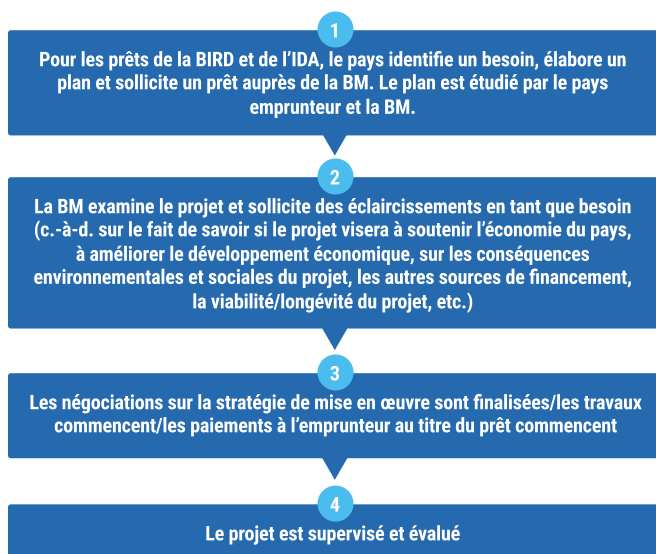 1
Pour les prêts de la BIRD et de l’IDA, le pays identifie un besoin, élabore un
plan et sollicite un prêt auprès de la BM. Le plan est étudié par le pays
emprunteur et la BM.
2
La BM examine le projet et sollicite des éclaircissements en tant que besoin
(c.-à-d. sur le fait de savoir si le projet visera à soutenir l’économie du pays,
à améliorer le développement économique, sur les conséquences
environnementales et sociales du projet, les autres sources de financement,
la viabilité/longévité du projet, etc.)
3
Les négociations sur la stratégie de mise en œuvre sont finalisées/les travaux
commencent/les paiements à l’emprunteur au titre du prêt commencent
4
Le projet est supervisé et évalué